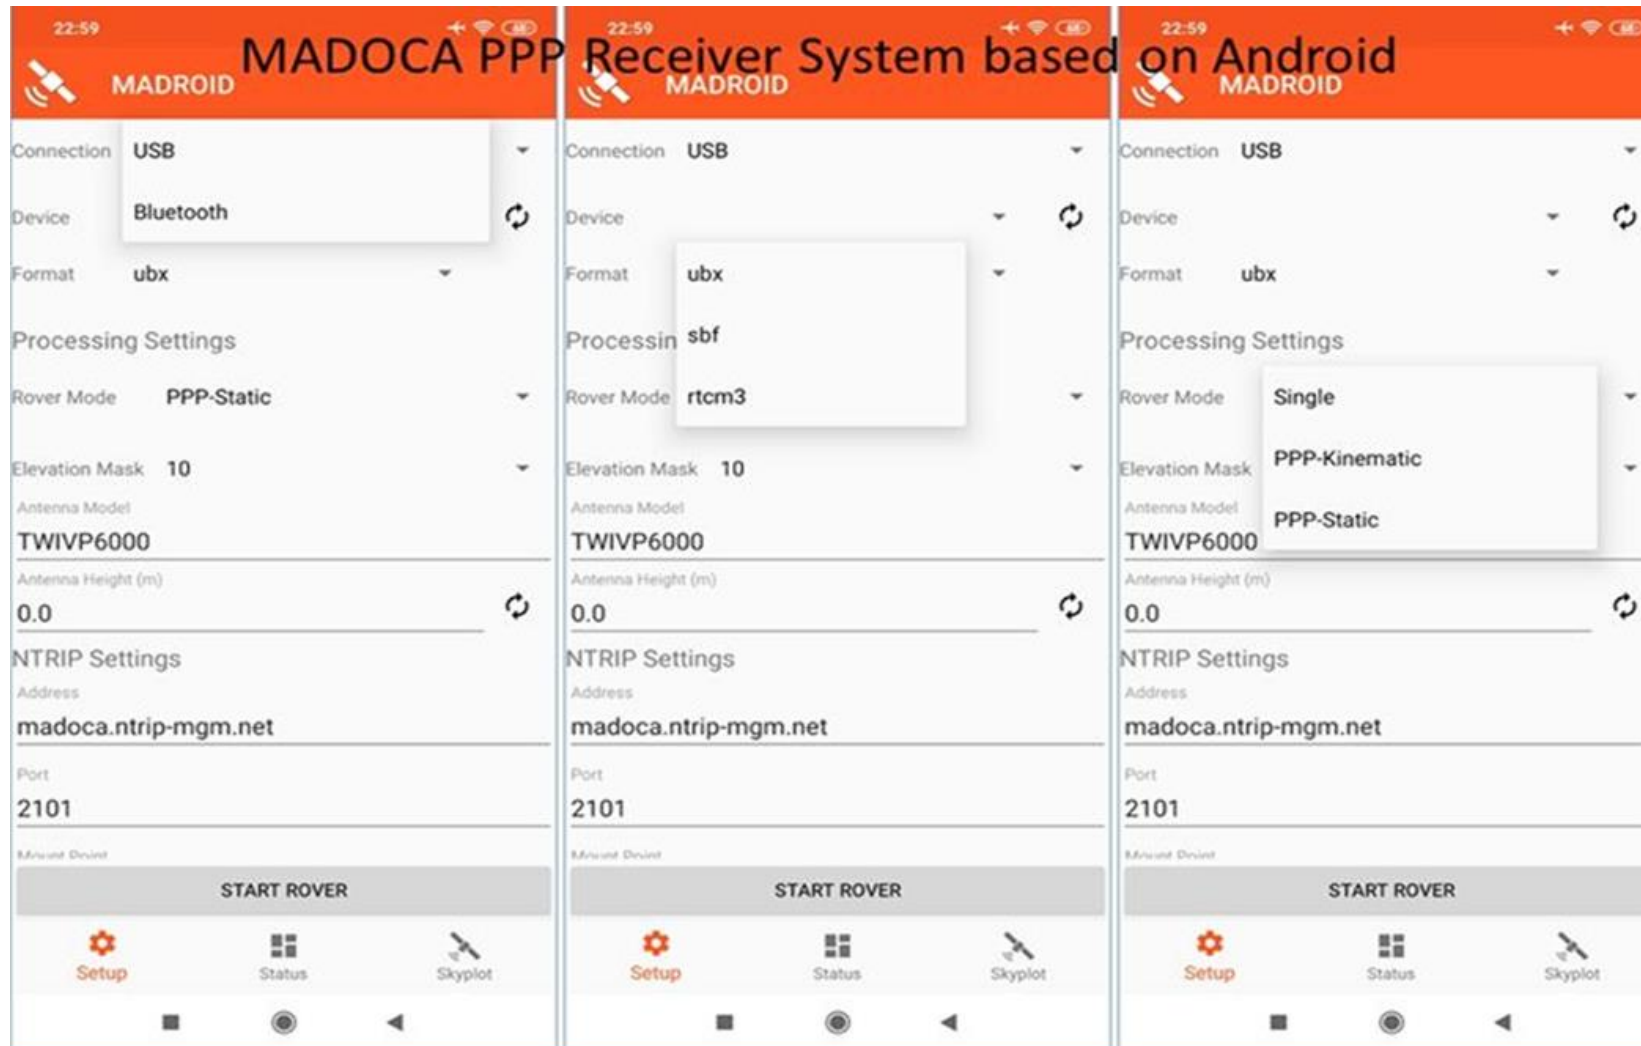 MADOCA PPP Receiver System based on Android
22:59
MADROID
Connection USB
Bluetooth
Device
Format ubx
Processing Settings
Rover Mode PPP-Static
Elevation Mask 10
Antenna Model
TWIVP6000
Antenna Height (m)
0.0
NTRIP Settings
Address
madoca.ntrip-mgm.net
Port
2101
Mount Point
START ROVER
Setup Status Skyplot
22:59
MADROID
Connection USB
Device
Format ubx
sbf
Processin
Rover Mode rtcm3
Elevation Mask 10
Antenna Model
TWIVP6000
Antenna Height (m)
0.0
NTRIP Settings
Address
madoca.ntrip-mgm.net
Port
2101
Mount Point
START ROVER
Setup Status Skyplot
22:59
MADROID
Connection USB
Device
Format ubx
Processing Settings
Rover Mode Single
PPP-Kinematic
Elevation Mask
PPP-Static
Antenna Model
TWIVP6000
Antenna Height (m)
0.0
NTRIP Settings
Address
madoca.ntrip-mgm.net
Port
2101
Mount Point
START ROVER
Setup Status Skyplot